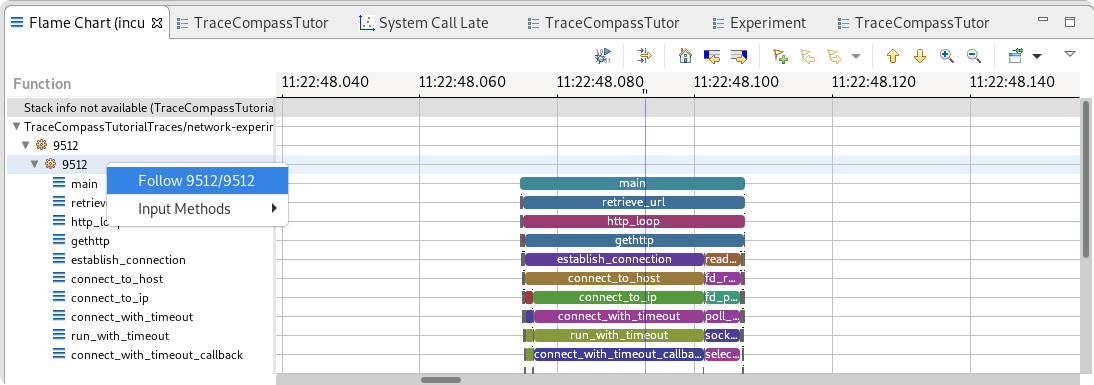 Flame Chart (incu
TraceCompassTutor
System Call Late
TraceCompassTutor
Experiment
TraceCompassTutor
Function
11:22:48.040 11:22:48.060 11:22:48.080 11:22:48.100 11:22:48.120 11:22:48.140
Stack info not available (TraceCompassTutoria
TraceCompassTutorialTraces/network-experi
9512
9512
Follow 9512/9512
Input Methods
main main
retriev retrieve_url
http_loop http_loop
gethttp gethttp
establish_connection establish_connection read...
connect_to_host connect_to_host fd_r...
connect_to_ip connect_to_ip fd_p...
connect_with_timeout connect_with_timeout poll_...
run_with_timeout run_with_timeout sock...
connect_with_timeout_callback connect_with_timeout_callba... selec...